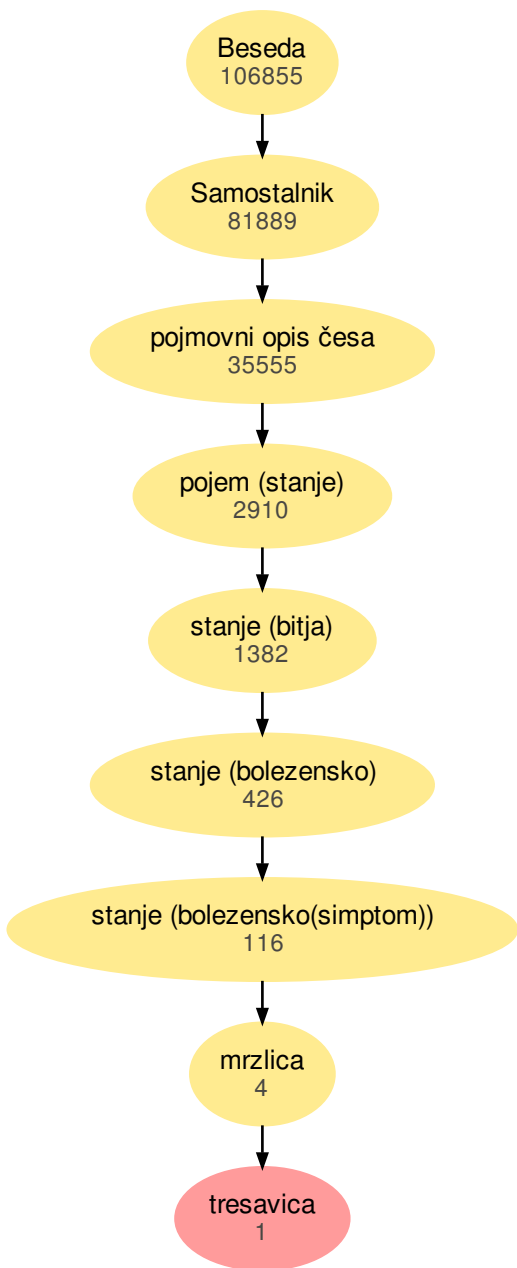 Beseda
106855
Samostalnik
81889
pojmovni opis česa
35555
pojem (stanje)
2910
stanje (bitja)
1382
stanje (bolezensko)
426
stanje (bolezensko(simptom))
116
mrzlica
4
tresavica
1